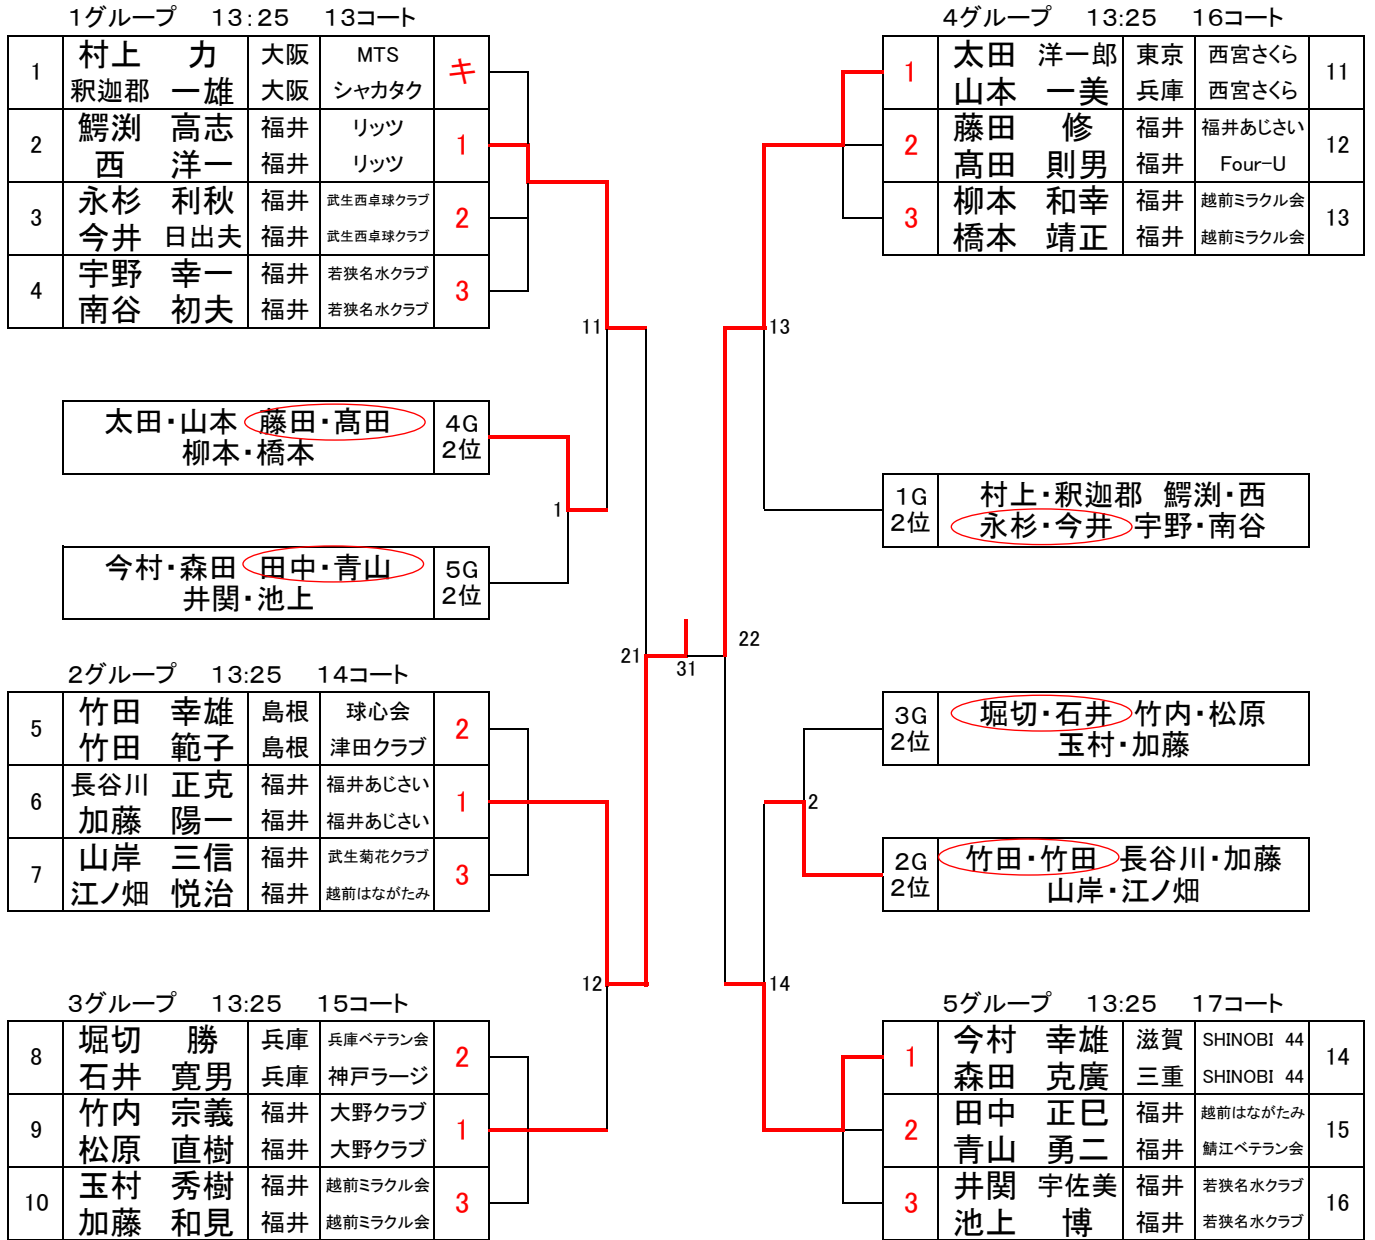 1グループ 13:25 13コート
1 村上 力 大阪 MTS キ
釈迦郡 一雄 大阪 シャカタク
2 鰐渕 高志 福井 リッツ 1
西 洋一 福井 リッツ
3 永杉 利秋 福井 武生西卓球クラブ 2
今井 日出夫 福井 武生西卓球クラブ
4 宇野 幸一 福井 若狭名水クラブ 3
南谷 初夫 福井 若狭名水クラブ
11
太田・山本 藤田・髙田 4G
柳本・橋本 2位
1
今村・森田 田中・青山 5G
井関・池上 2位
21
31
2グループ 13:25 14コート
5 竹田 幸雄 島根 球心会 2
竹田 範子 島根 津田クラブ
6 長谷川 正克 福井 福井あじさい 1
加藤 陽一 福井 福井あじさい
7 山岸 三信 福井 武生菊花クラブ 3
江ノ畑 悦治 福井 越前はながたみ
12
3グループ 13:25 15コート
8 堀切 勝 兵庫 兵庫ベテラン会 2
石井 寛男 兵庫 神戸ラージ
9 竹内 宗義 福井 大野クラブ 1
松原 直樹 福井 大野クラブ
10 玉村 秀樹 福井 越前ミラクル会 3
加藤 和見 福井 越前ミラクル会
4グループ 13:25 16コート
1 太田 洋一郎 東京 西宮さくら 11
山本 一美 兵庫 西宮さくら
2 藤田 修 福井 福井あじさい 12
髙田 則男 福井 Four-U
3 柳本 和幸 福井 越前ミラクル会 13
橋本 靖正 福井 越前ミラクル会
13
1G 村上・釈迦郡 鰐渕・西
2位 永杉・今井 宇野・南谷
22
3G 堀切・石井 竹内・松原
2位 玉村・加藤
2
2G 竹田・竹田 長谷川・加藤
2位 山岸・江ノ畑
14
5グループ 13:25 17コート
1 今村 幸雄 滋賀 SHINOBI 44 14
森田 克廣 三重 SHINOBI 44
2 田中 正巳 福井 越前はながたみ 15
青山 勇二 福井 鯖江ベテラン会
3 井関 宇佐美 福井 若狭名水クラブ 16
池上 博 福井 若狭名水クラブ